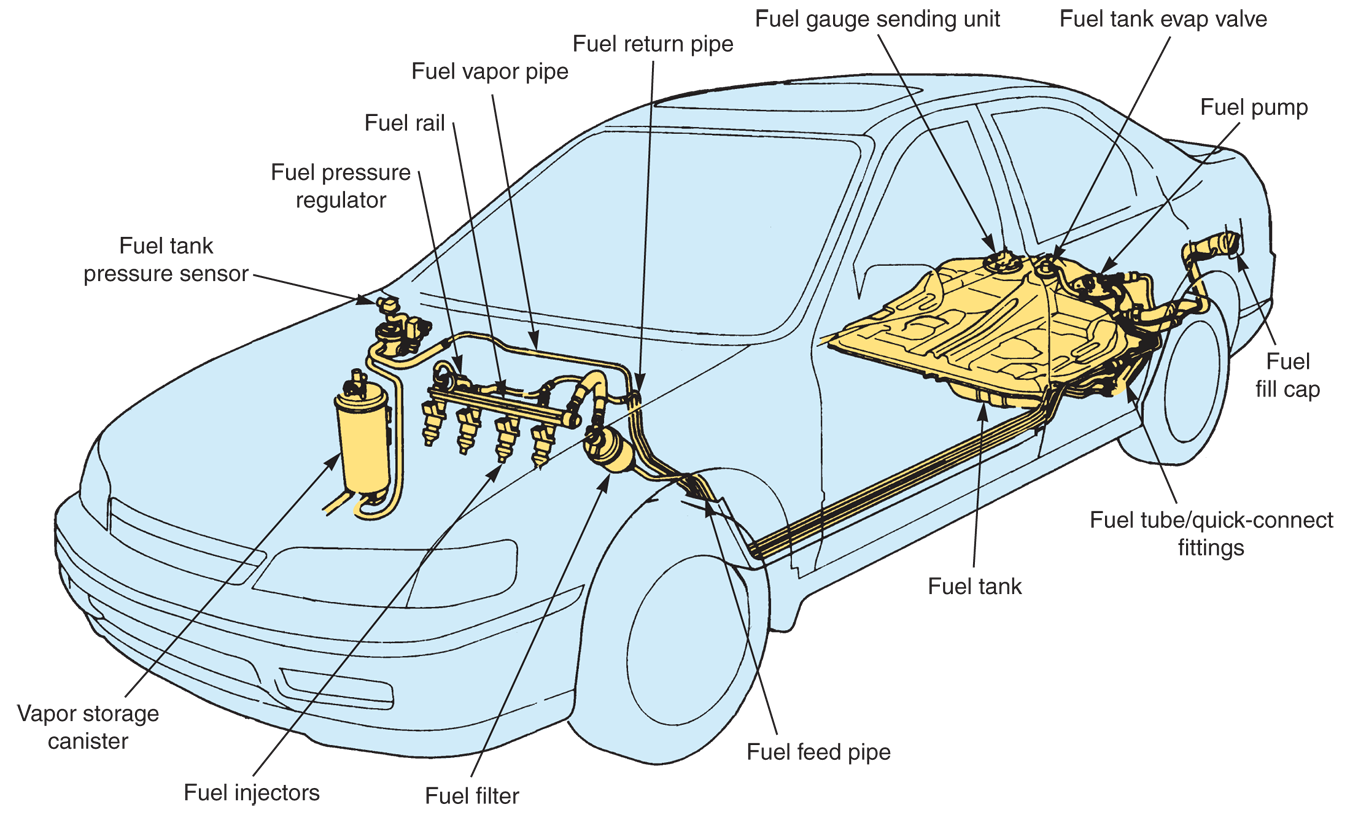 Fuel gauge sending unit
Fuel tank evap valve
Fuel return pipe
Fuel vapor pipe
Fuel pump
Fuel rail
Fuel pressure
regulator
Fuel tank
pressure sensor
Fuel
fill cap
Fuel tube/quick-connect
fittings
Fuel tank
Vapor storage
canister
Fuel feed pipe
Fuel injectors
Fuel filter